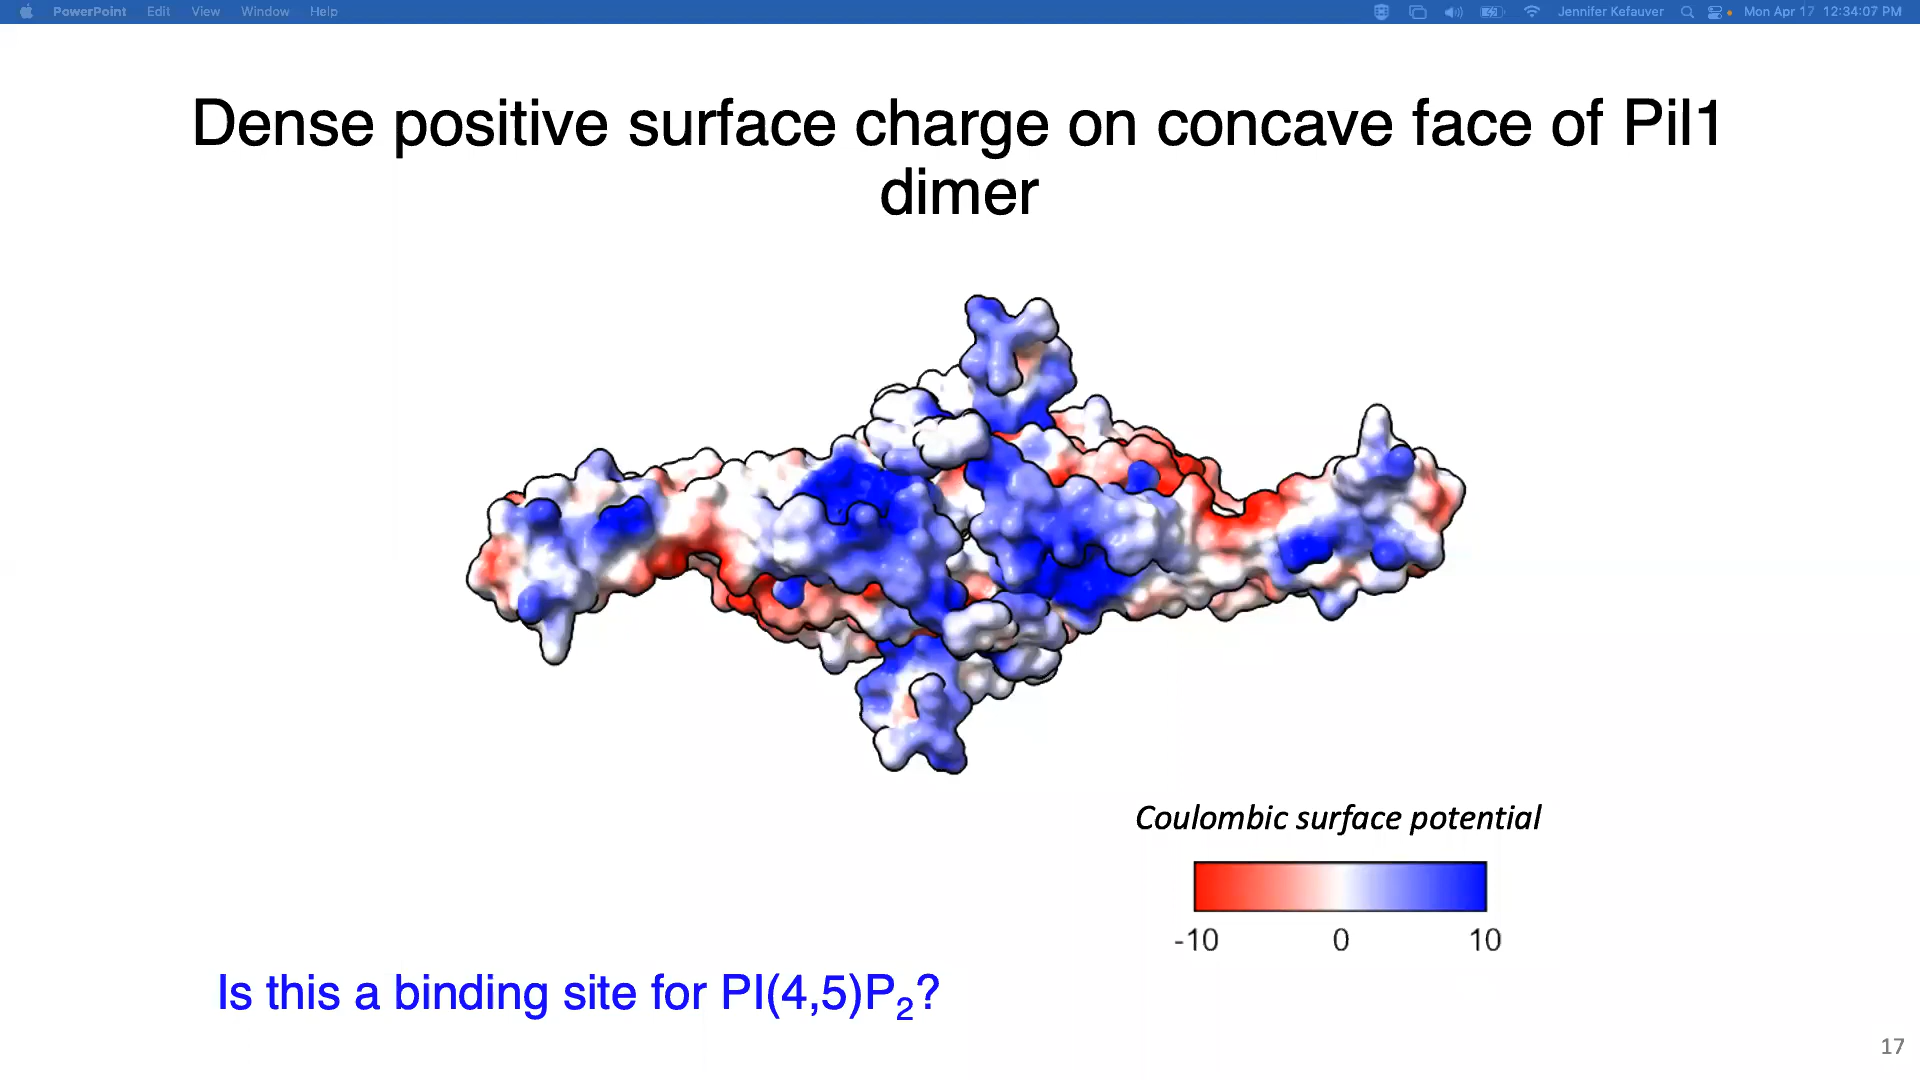 PowerPoint Edit View Window Help Jennifer Kefauver Mon Apr 17 12:34:07 PM
Dense positive surface charge on concave face of Pil1
dimer
Coulombic surface potential
-10 0 10
Is this a binding site for PI(4,5)P₂?
17